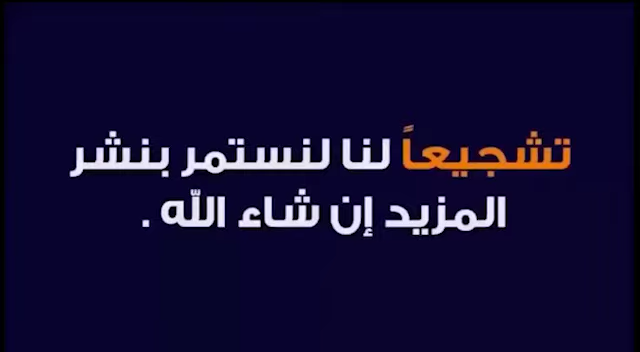 تشجيعاً لنا لنستمر بنشر
المزيد إن شاء الله .